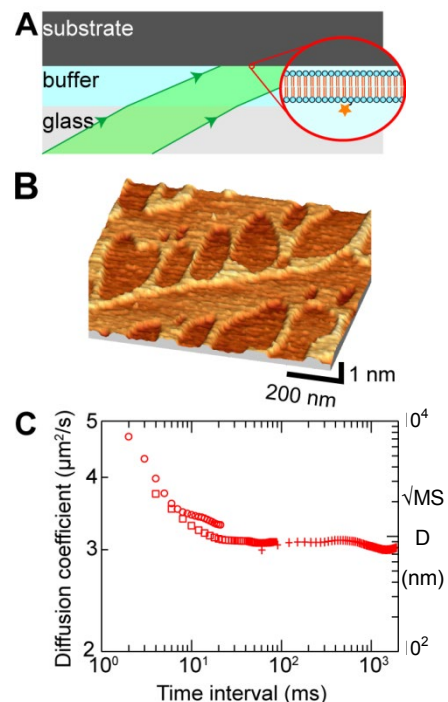 A
substrate
buffer
glass
B
1 nm
200 nm
C
Diffusion coefficient (μm²/s)
5
4
3
2
10⁴
√MS
D
(nm)
10²
10⁰ 10¹ 10² 10³
Time interval (ms)